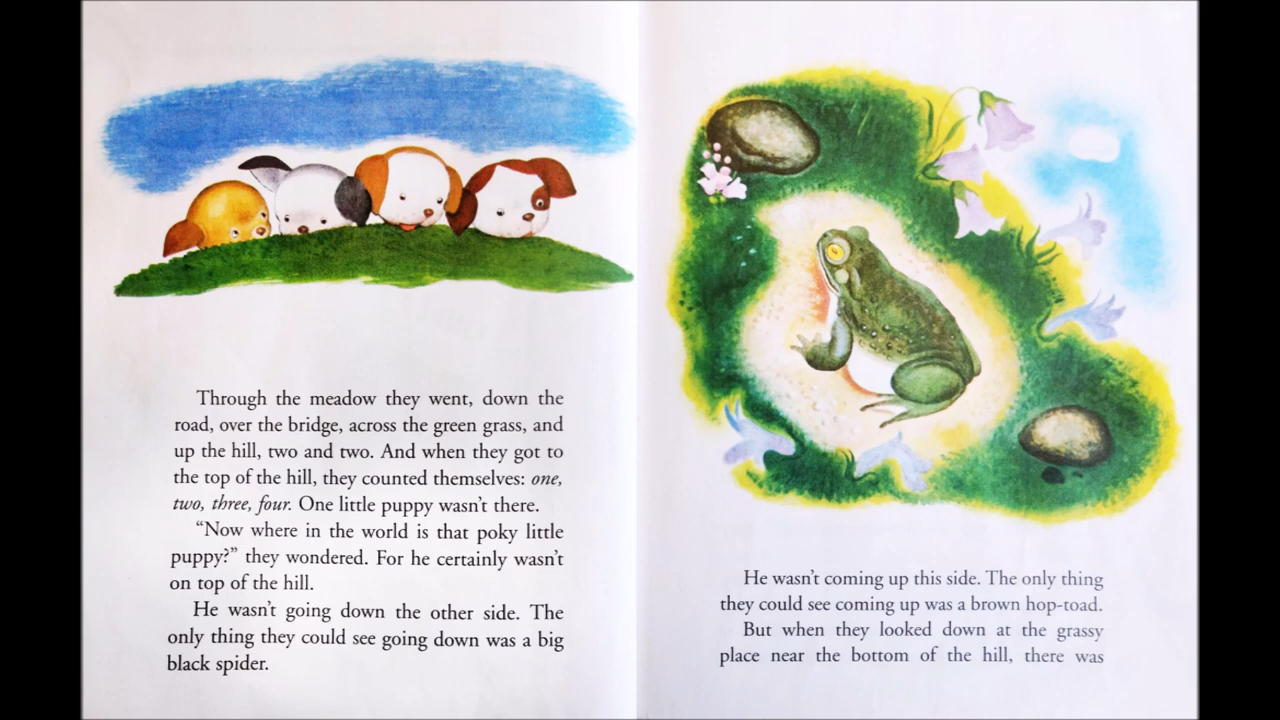 Through the meadow they went, down the
road, over the bridge, across the green grass, and
up the hill, two and two. And when they got to
the top of the hill, they counted themselves: one,
two, three, four. One little puppy wasn't there.
“Now where in the world is that poky little
puppy?” they wondered. For he certainly wasn't
on top of the hill.
He wasn't going down the other side. The
only thing they could see going down was a big
black spider.
He wasn't coming up this side. The only thing
they could see coming up was a brown hop-toad.
But when they looked down at the grassy
place near the bottom of the hill, there was